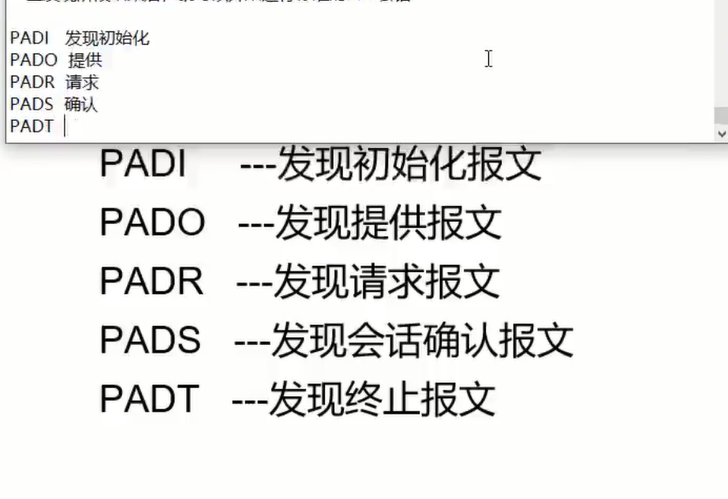 PADI 发现初始化
PADO 提供
PADR 请求
PADS 确认
PADT
PADI ---发现初始化报文
PADO ---发现提供报文
PADR ---发现请求报文
PADS ---发现会话确认报文
PADT ---发现终止报文